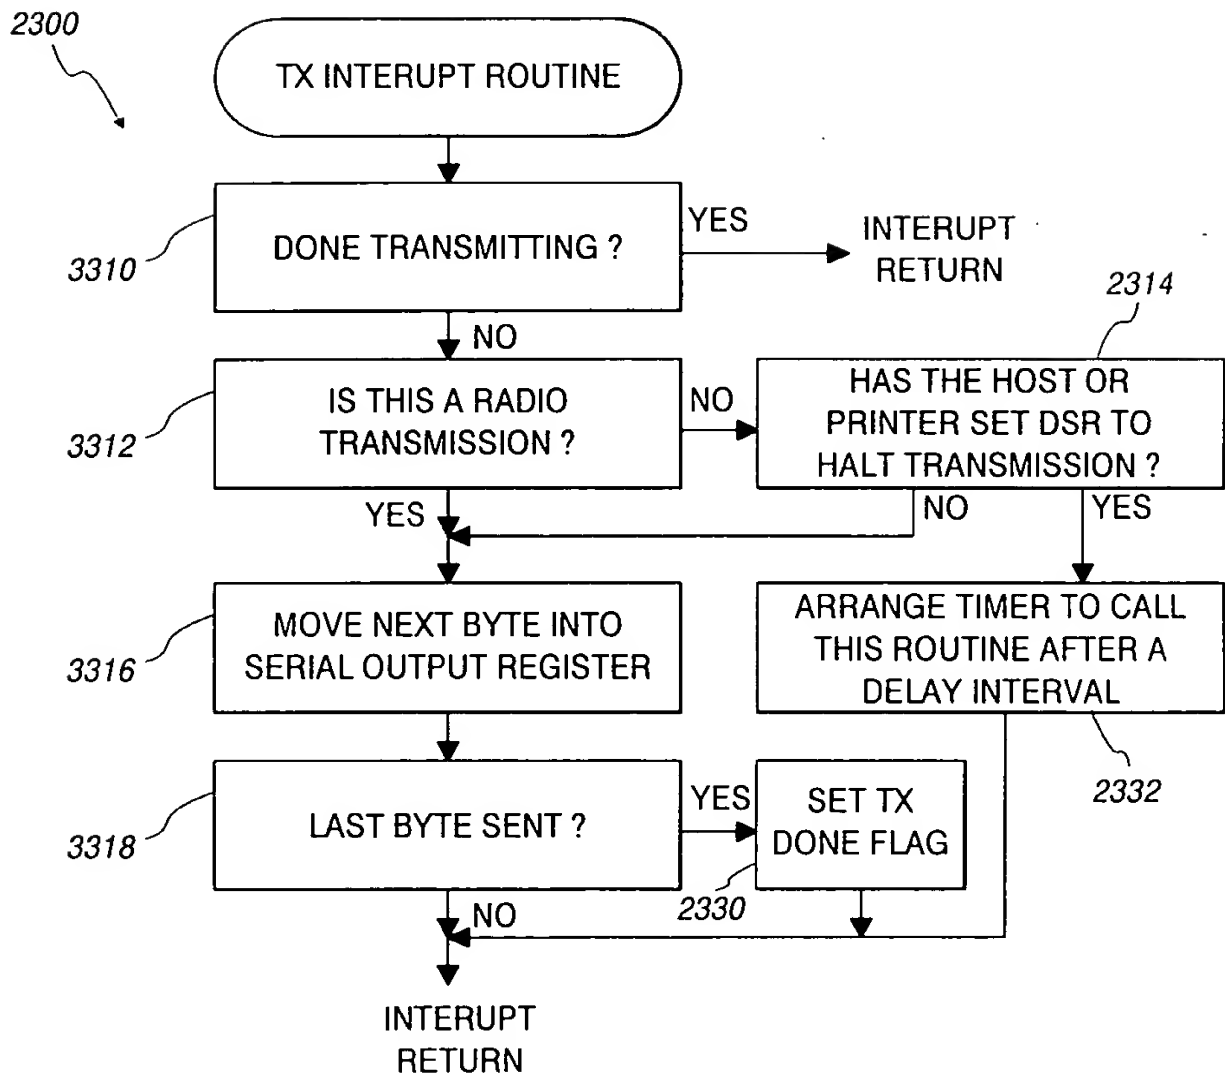 2300
TX INTERUPT ROUTINE
3310
DONE TRANSMITTING ?
YES
INTERUPT
RETURN
NO
3312
IS THIS A RADIO
TRANSMISSION ?
NO
2314
HAS THE HOST OR
PRINTER SET DSR TO
HALT TRANSMISSION ?
YES
NO
YES
3316
MOVE NEXT BYTE INTO
SERIAL OUTPUT REGISTER
ARRANGE TIMER TO CALL
THIS ROUTINE AFTER A
DELAY INTERVAL
2332
3318
LAST BYTE SENT ?
YES
SET TX
DONE FLAG
2330
NO
INTERUPT
RETURN